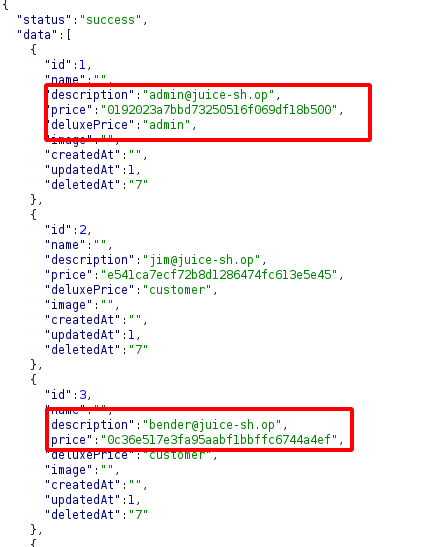 {
"status":"success",
"data":[
{
"id":1,
"name":"",
"description":"admin@juice-sh.op",
"price":"0192023a7bbd73250516f069df18b500",
"deluxePrice":"admin",
"image":"",
"createdAt":"",
"updatedAt":1,
"deletedAt":"7"
},
{
"id":2,
"name":"",
"description":"jim@juice-sh.op",
"price":"e541ca7ecf72b8d1286474fc613e5e45",
"deluxePrice":"customer",
"image":"",
"createdAt":"",
"updatedAt":1,
"deletedAt":"7"
},
{
"id":3,
"name":"",
"description":"bender@juice-sh.op",
"price":"0c36e517e3fa95aabf1bbffc6744a4ef",
"deluxePrice":"customer",
"image":"",
"createdAt":"",
"updatedAt":1,
"deletedAt":"7"
},
{